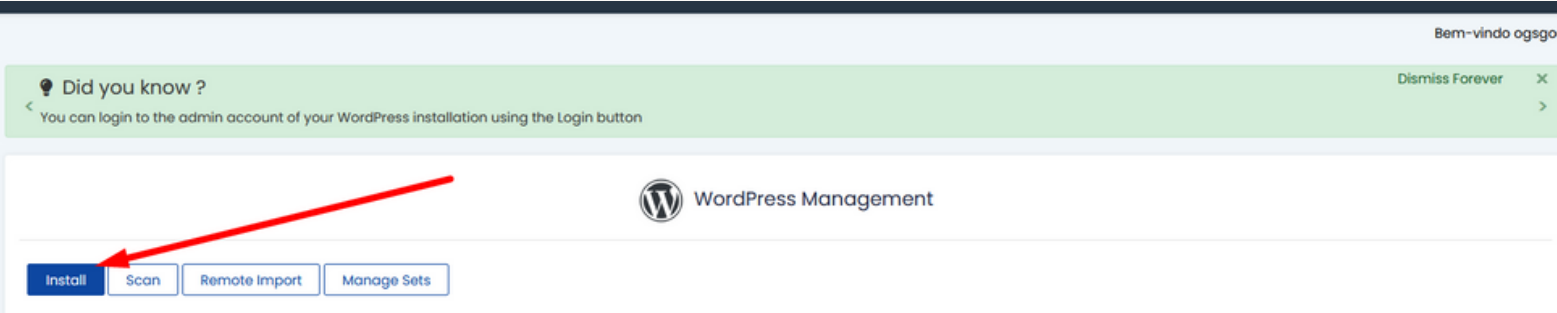 Bem-vindo ogsgo
Did you know ?
Dismiss Forever
You can login to the admin account of your WordPress installation using the Login button
WordPress Management
Install
Scan
Remote Import
Manage Sets